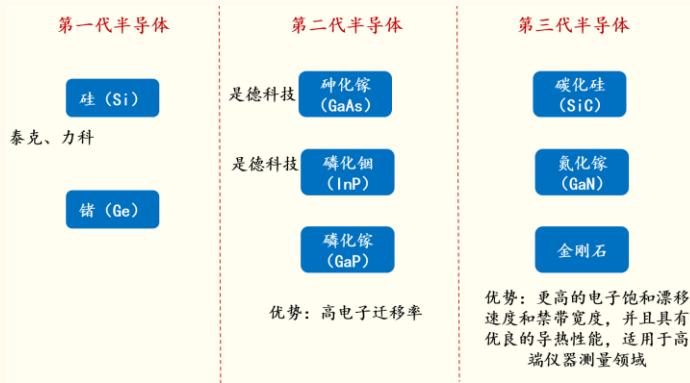 第一代半导体
硅（Si）
泰克、力科
锗（Ge）
第二代半导体
是德科技
砷化镓
（GaAs）
是德科技
磷化铟
（InP）
磷化镓
（GaP）
优势：高电子迁移率
第三代半导体
碳化硅
（SiC）
氮化镓
（GaN）
金刚石
优势：更高的电子饱和漂移
速度和禁带宽度，并且具有
优良的导热性能，适用于高
端仪器测量领域